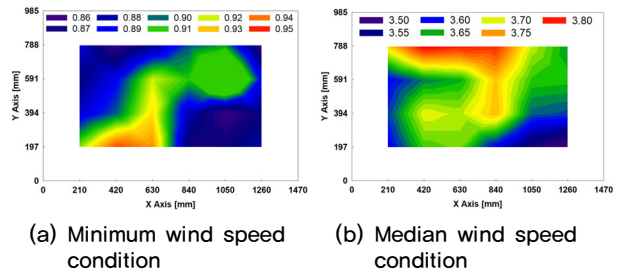 0.86 0.88 0.90 0.92 0.94
0.87 0.89 0.91 0.93 0.95
988
788
591
394
197
0
Y Axis [mm]
0 210 420 630 840 1050 1260 1470
X Axis [mm]
(a) Minimum wind speed
condition
3.50 3.60 3.70 3.80
3.55 3.65 3.75
988
788
591
394
197
0
Y Axis [mm]
0 210 420 630 840 1050 1260 1470
X Axis [mm]
(b) Median wind speed
condition